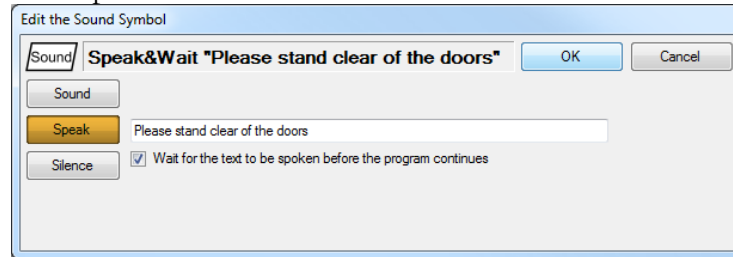 Edit the Sound Symbol
Sound Speak&Wait "Please stand clear of the doors" OK Cancel
Sound
Speak Please stand clear of the doors
Silence Wait for the text to be spoken before the program continues